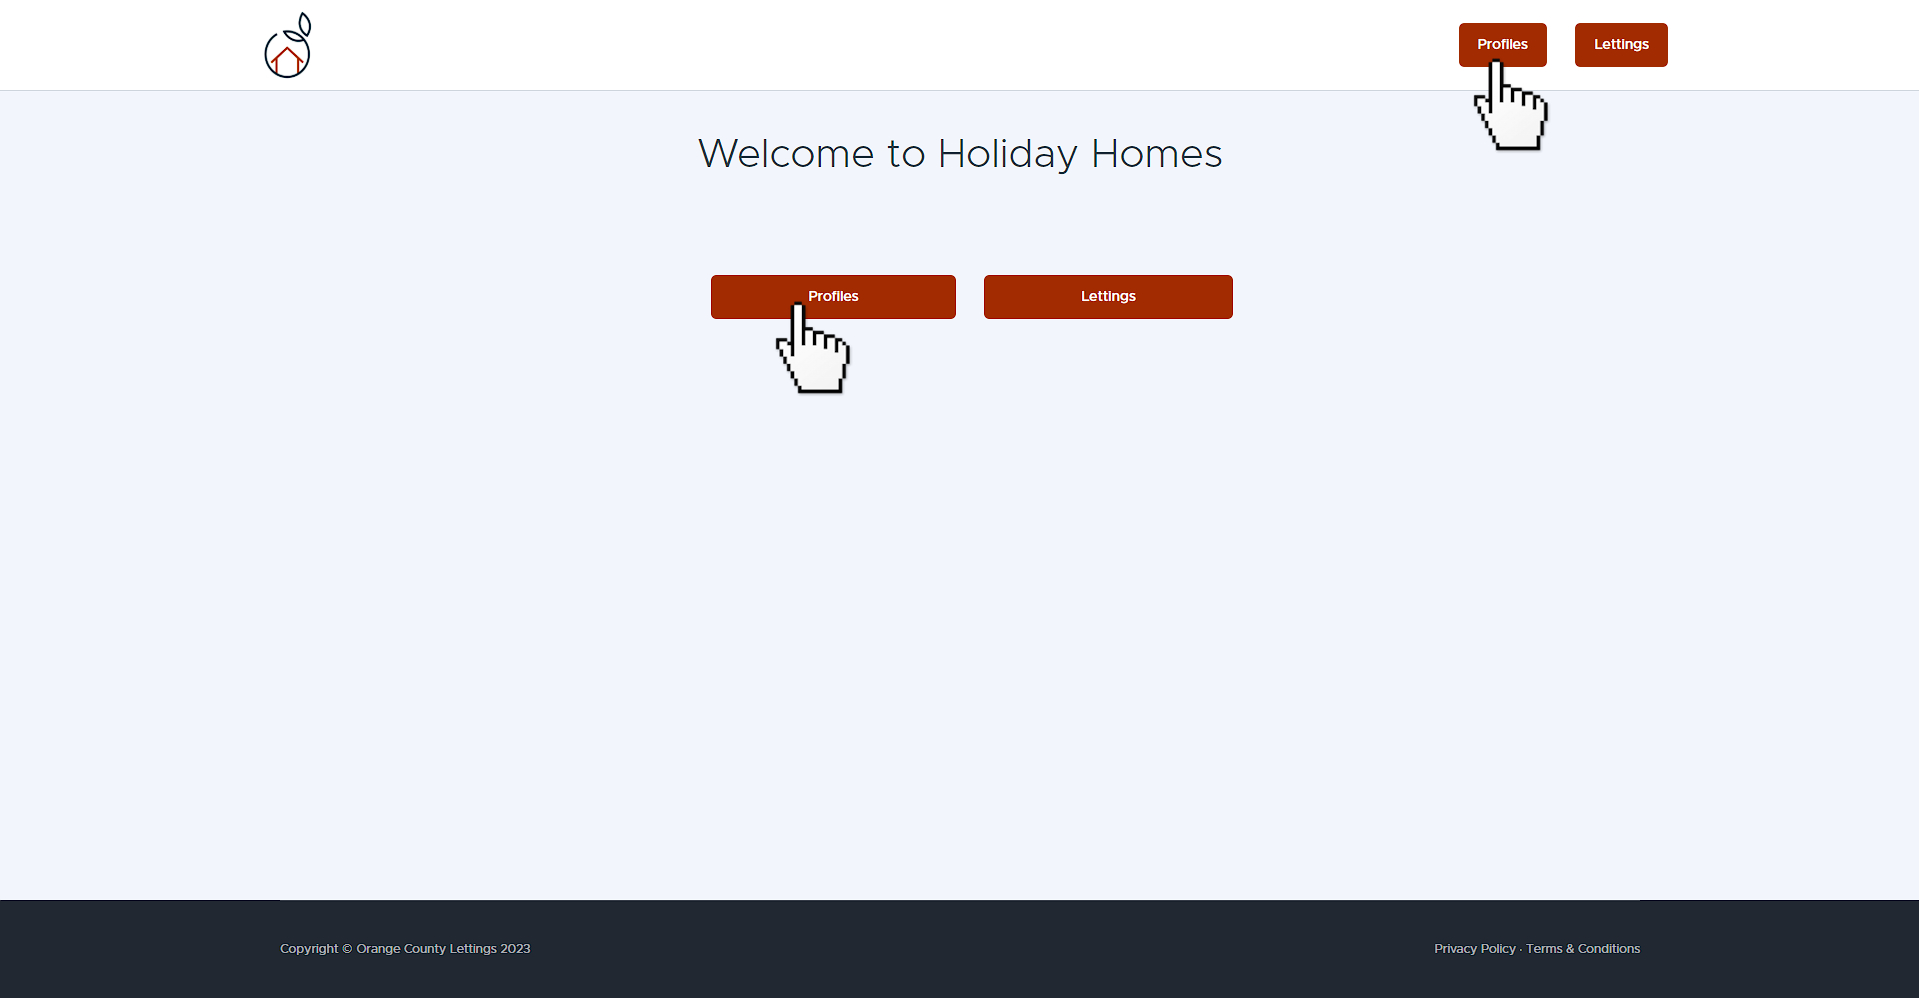 Profiles
Lettings
Welcome to Holiday Homes
Profiles
Lettings
Copyright © Orange County Lettings 2023
Privacy Policy · Terms & Conditions